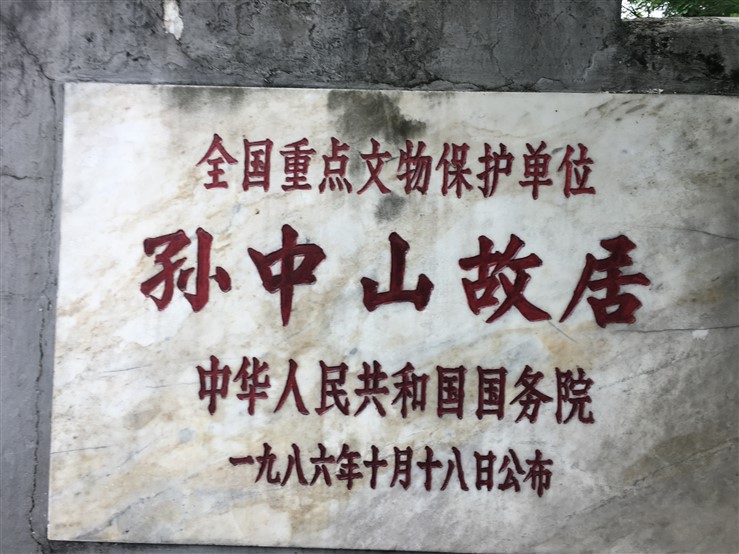 全国重点文物保护单位
孙中山故居
中华人民共和国国务院
一九八六年十月十八日公布